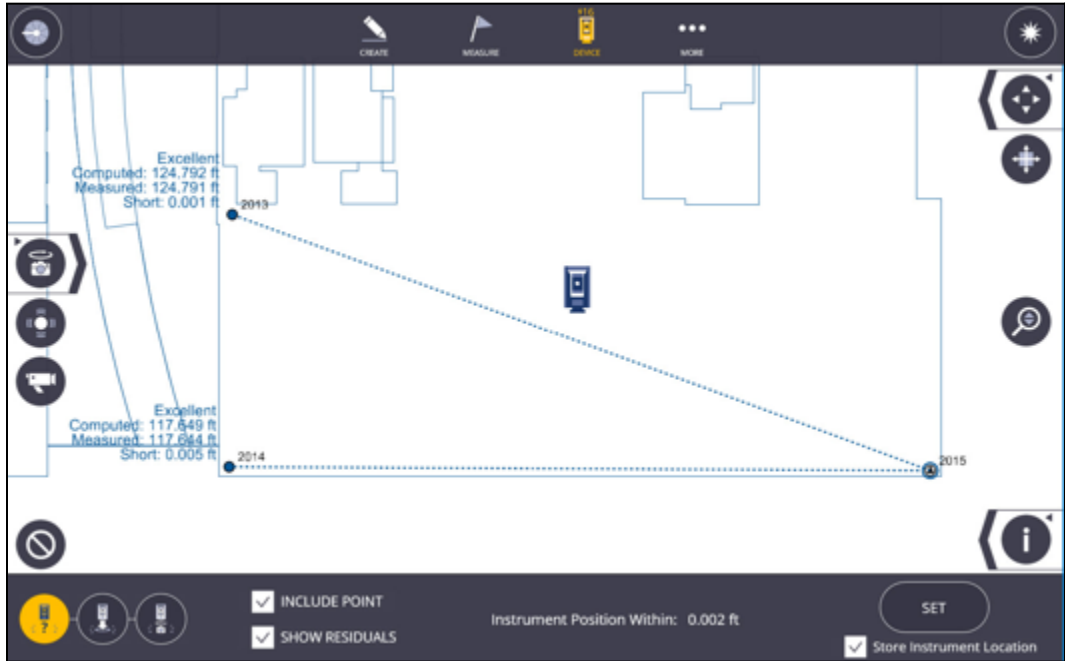 #16
CREATE
MEASURE
DEVICE
MORE
Excellent
Computed: 124.792 ft
Measured: 124.791 ft
Short: 0.001 ft
2013
Excellent
Computed: 117.649 ft
Measured: 117.644 ft
Short: 0.005 ft
2014
2015
i
?
INCLUDE POINT
SHOW RESIDUALS
Instrument Position Within: 0.002 ft
SET
Store Instrument Location